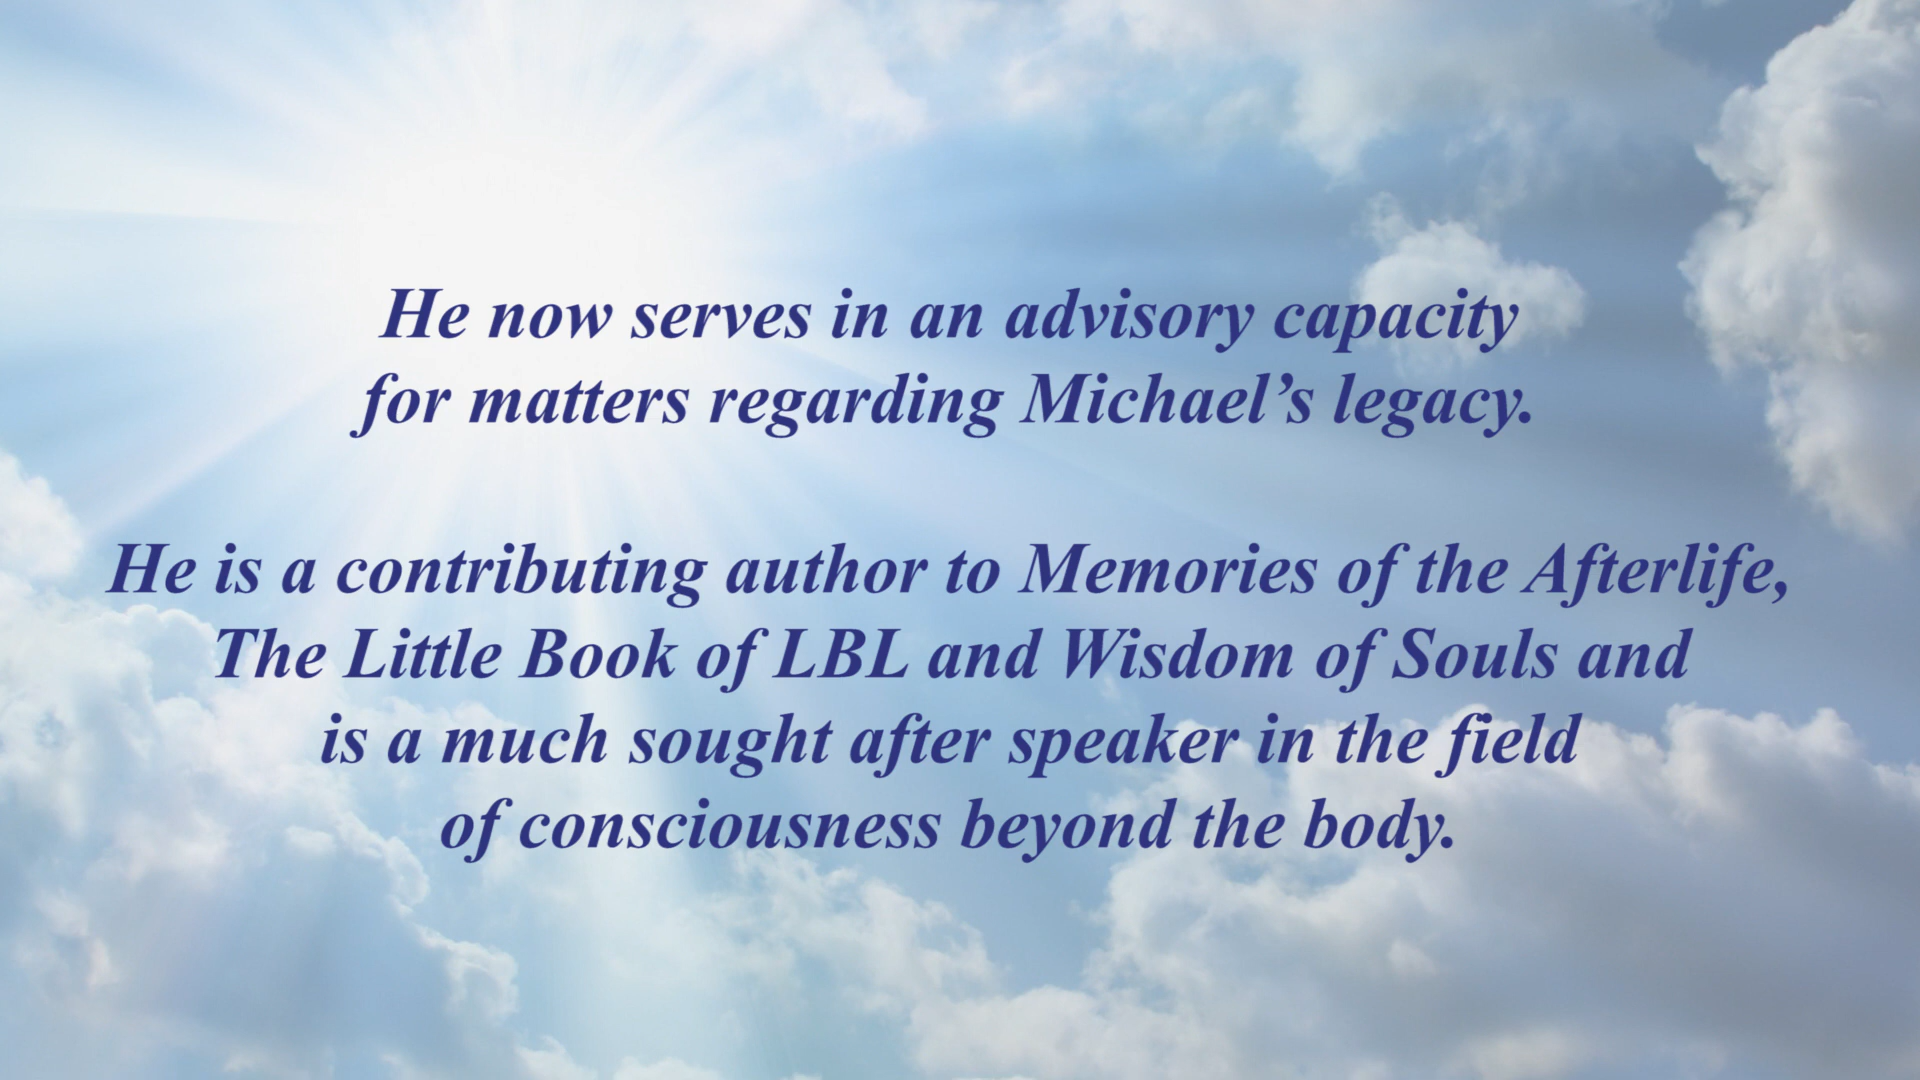 He now serves in an advisory capacity
for matters regarding Michael’s legacy.
He is a contributing author to Memories of the Afterlife,
The Little Book of LBL and Wisdom of Souls and
is a much sought after speaker in the field
of consciousness beyond the body.